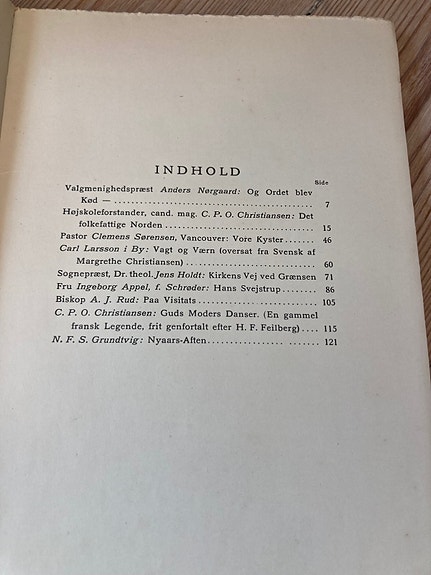 INDHOLD
Side
Valgmenighedspræst Anders Nørgaard: Og Ordet blev
Kød — ........................................ 7
Højskoleforstander, cand. mag. C. P. O. Christiansen: Det
folkefattige Norden .............................. 15
Pastor Clemens Sørensen, Vancouver: Vore Kyster ....... 46
Carl Larsson i By: Vagt og Værn (oversat fra Svensk af
Margrethe Christiansen) .......................... 60
Sognepræst, Dr. theol. Jens Holdt: Kirkens Vej ved Grænsen 71
Fru Ingeborg Appel, f. Schrøder: Hans Svejstrup ........ 86
Biskop A. J. Rud: Paa Visitats ........................ 105
C. P. O. Christiansen: Guds Moders Danser. (En gammel
fransk Legende, frit genfortalt efter H. F. Feilberg) .... 115
N. F. S. Grundtvig: Nyaars-Aften ............... ....... 121